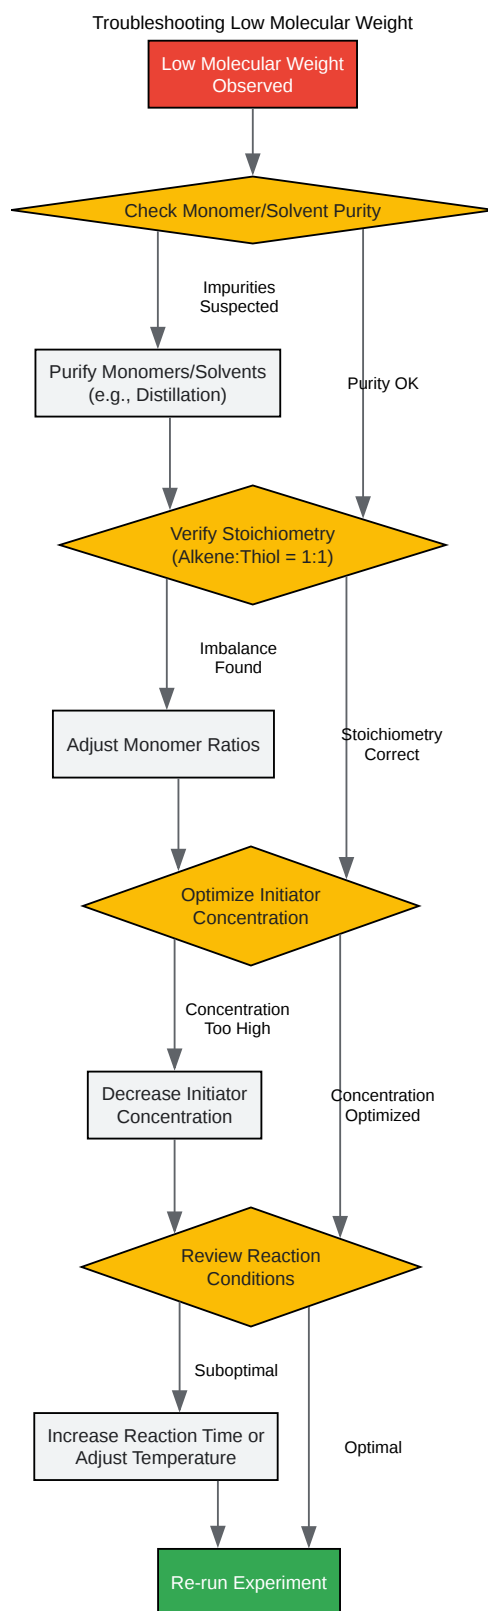 Troubleshooting Low Molecular Weight
Low Molecular Weight
Observed
Check Monomer/Solvent Purity
Impurities
Suspected
Purify Monomers/Solvents
(e.g., Distillation)
Purity OK
Verify Stoichiometry
(Alkene:Thiol = 1:1)
Imbalance
Found
Adjust Monomer Ratios
Stoichiometry
Correct
Optimize Initiator
Concentration
Concentration
Too High
Decrease Initiator
Concentration
Concentration
Optimized
Review Reaction
Conditions
Suboptimal
Increase Reaction Time or
Adjust Temperature
Optimal
Re-run Experiment